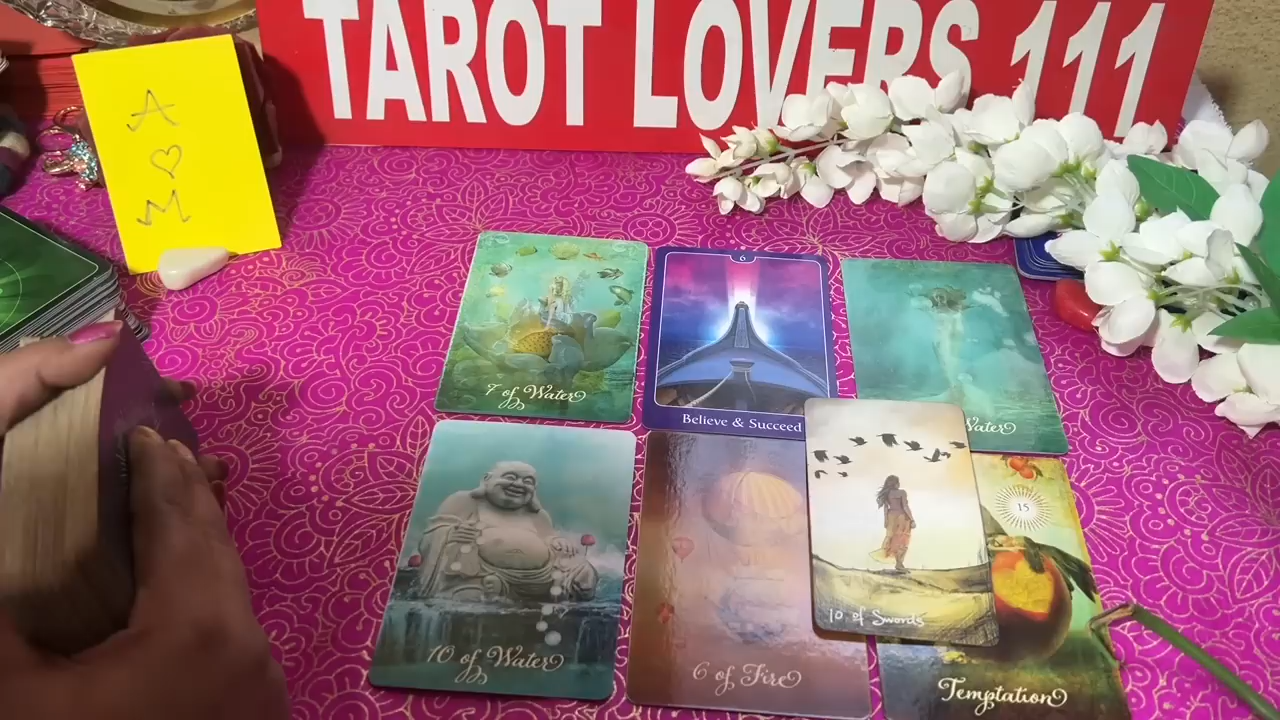 TAROT LOVERS 111
A
♡
M
7 of Water
6
Believe & Succeed
Water
10 of Water
6 of Fire
10 of Swords
15
Temptation